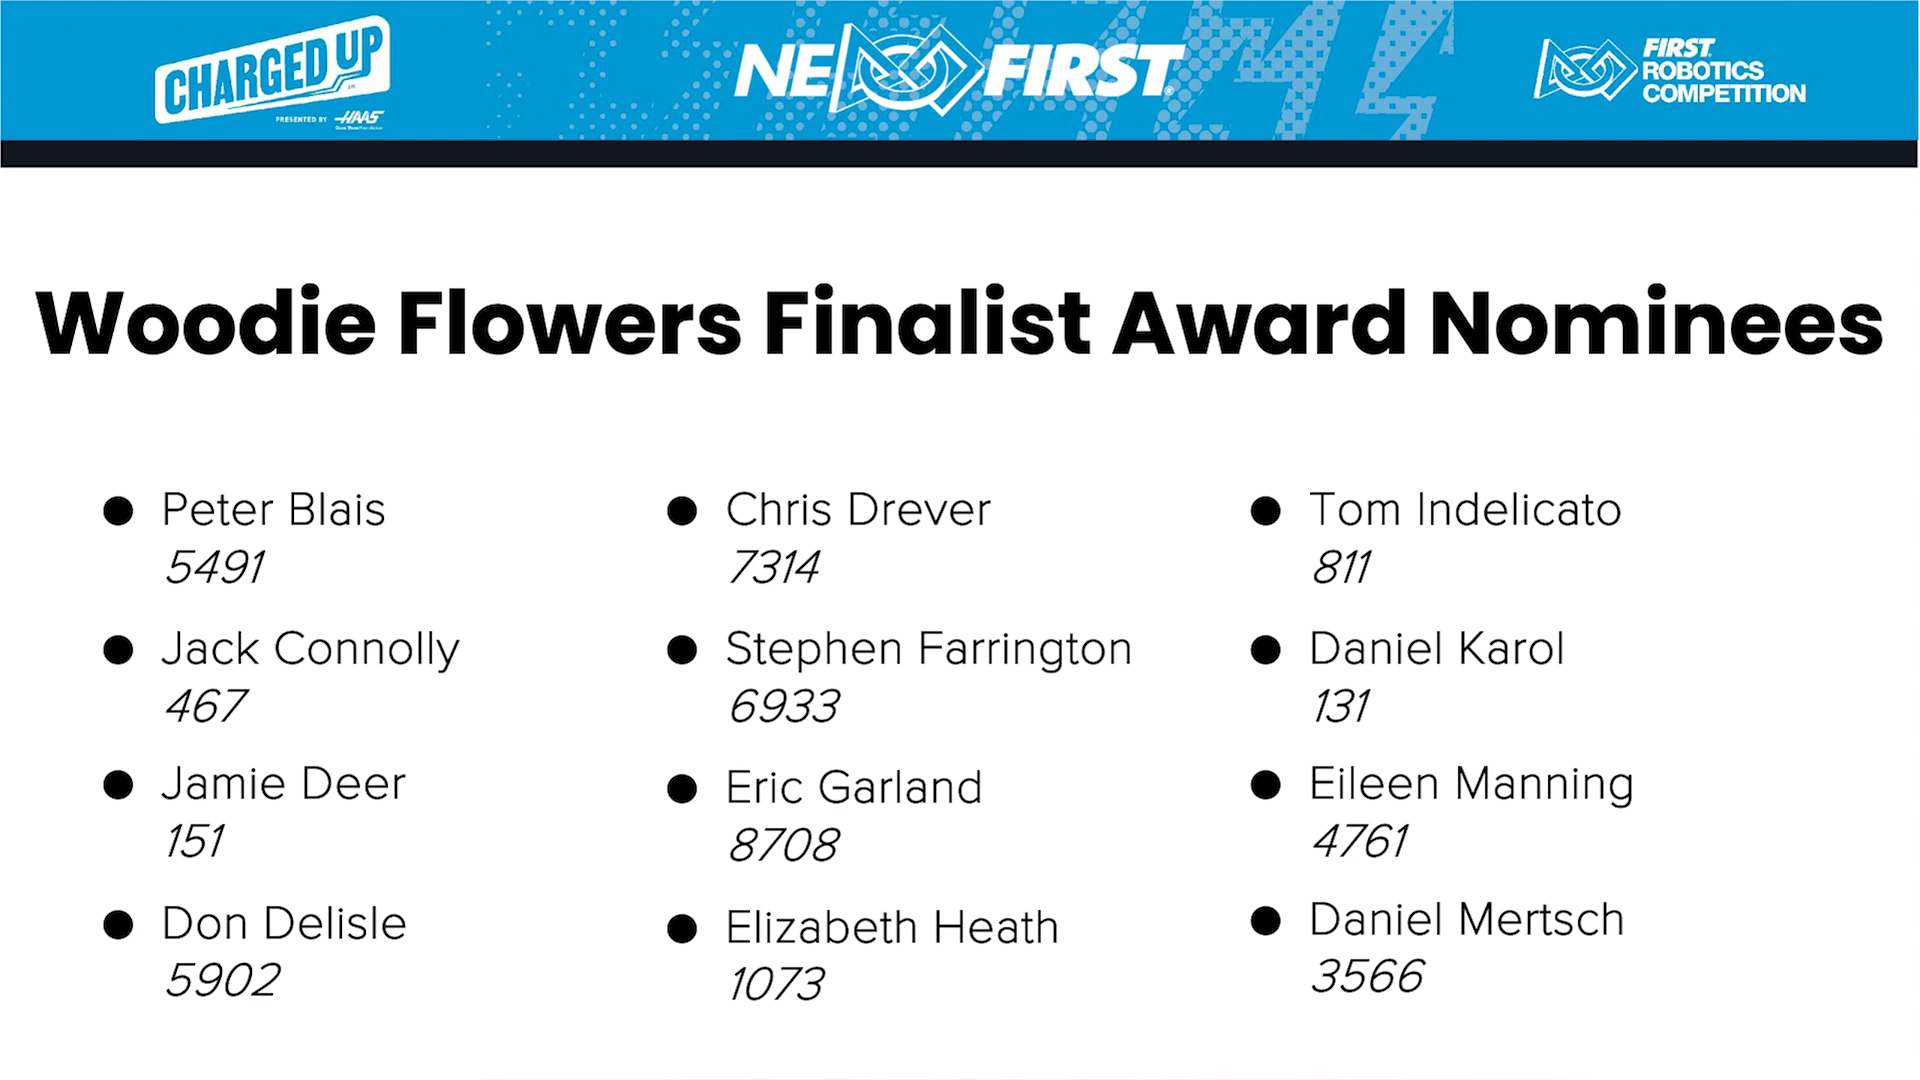 CHARGED UP
PRESENTED BY HAAS
NE FIRST
FIRST
ROBOTICS
COMPETITION
Woodie Flowers Finalist Award Nominees
● Peter Blais
5491
● Jack Connolly
467
● Jamie Deer
151
● Don Delisle
5902
● Chris Drever
7314
● Stephen Farrington
6933
● Eric Garland
8708
● Elizabeth Heath
1073
● Tom Indelicato
811
● Daniel Karol
131
● Eileen Manning
4761
● Daniel Mertsch
3566